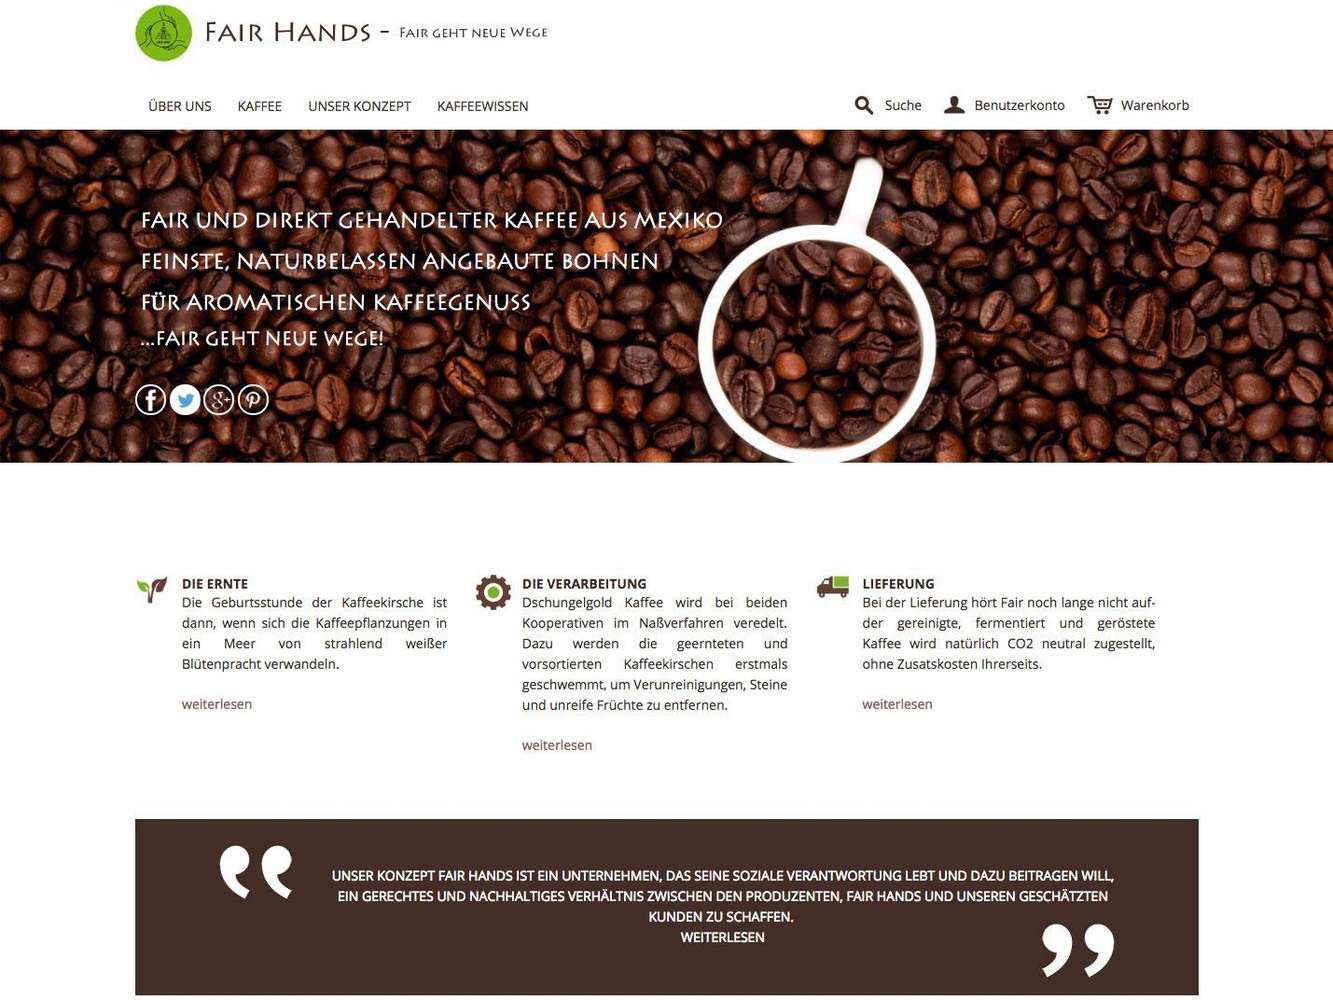 FAIR HANDS - FAIR GEHT NEUE WEGE
ÜBER UNS KAFFEE UNSER KONZEPT KAFFEEWISSEN Suche Benutzerkonto Warenkorb
FAIR UND DIREKT GEHANDELTER KAFFEE AUS MEXIKO
FEINSTE, NATURBELASSEN ANGEBAUTE BOHNEN
FÜR AROMATISCHEN KAFFEEGENUSS
...FAIR GEHT NEUE WEGE!
DIE ERNTE
Die Geburtsstunde der Kaffeekirsche ist
dann, wenn sich die Kaffeepflanzungen in
ein Meer von strahlend weißer
Blütenpracht verwandeln.
weiterlesen
DIE VERARBEITUNG
Dschungelgold Kaffee wird bei beiden
Kooperativen im Naßverfahren veredelt.
Dazu werden die geernteten und
vorsortierten Kaffeekirschen erstmals
geschwemmt, um Verunreinigungen, Steine
und unreife Früchte zu entfernen.
weiterlesen
LIEFERUNG
Bei der Lieferung hört Fair noch lange nicht auf-
der gereinigte, fermentiert und geröstete
Kaffee wird natürlich CO2 neutral zugestellt,
ohne Zusatskosten Ihrerseits.
weiterlesen
UNSER KONZEPT FAIR HANDS IST EIN UNTERNEHMEN, DAS SEINE SOZIALE VERANTWORTUNG LEBT UND DAZU BEITRAGEN WILL,
EIN GERECHTES UND NACHHALTIGES VERHÄLTNIS ZWISCHEN DEN PRODUZENTEN, FAIR HANDS UND UNSEREN GESCHÄTZTEN
KUNDEN ZU SCHAFFEN.
WEITERLESEN